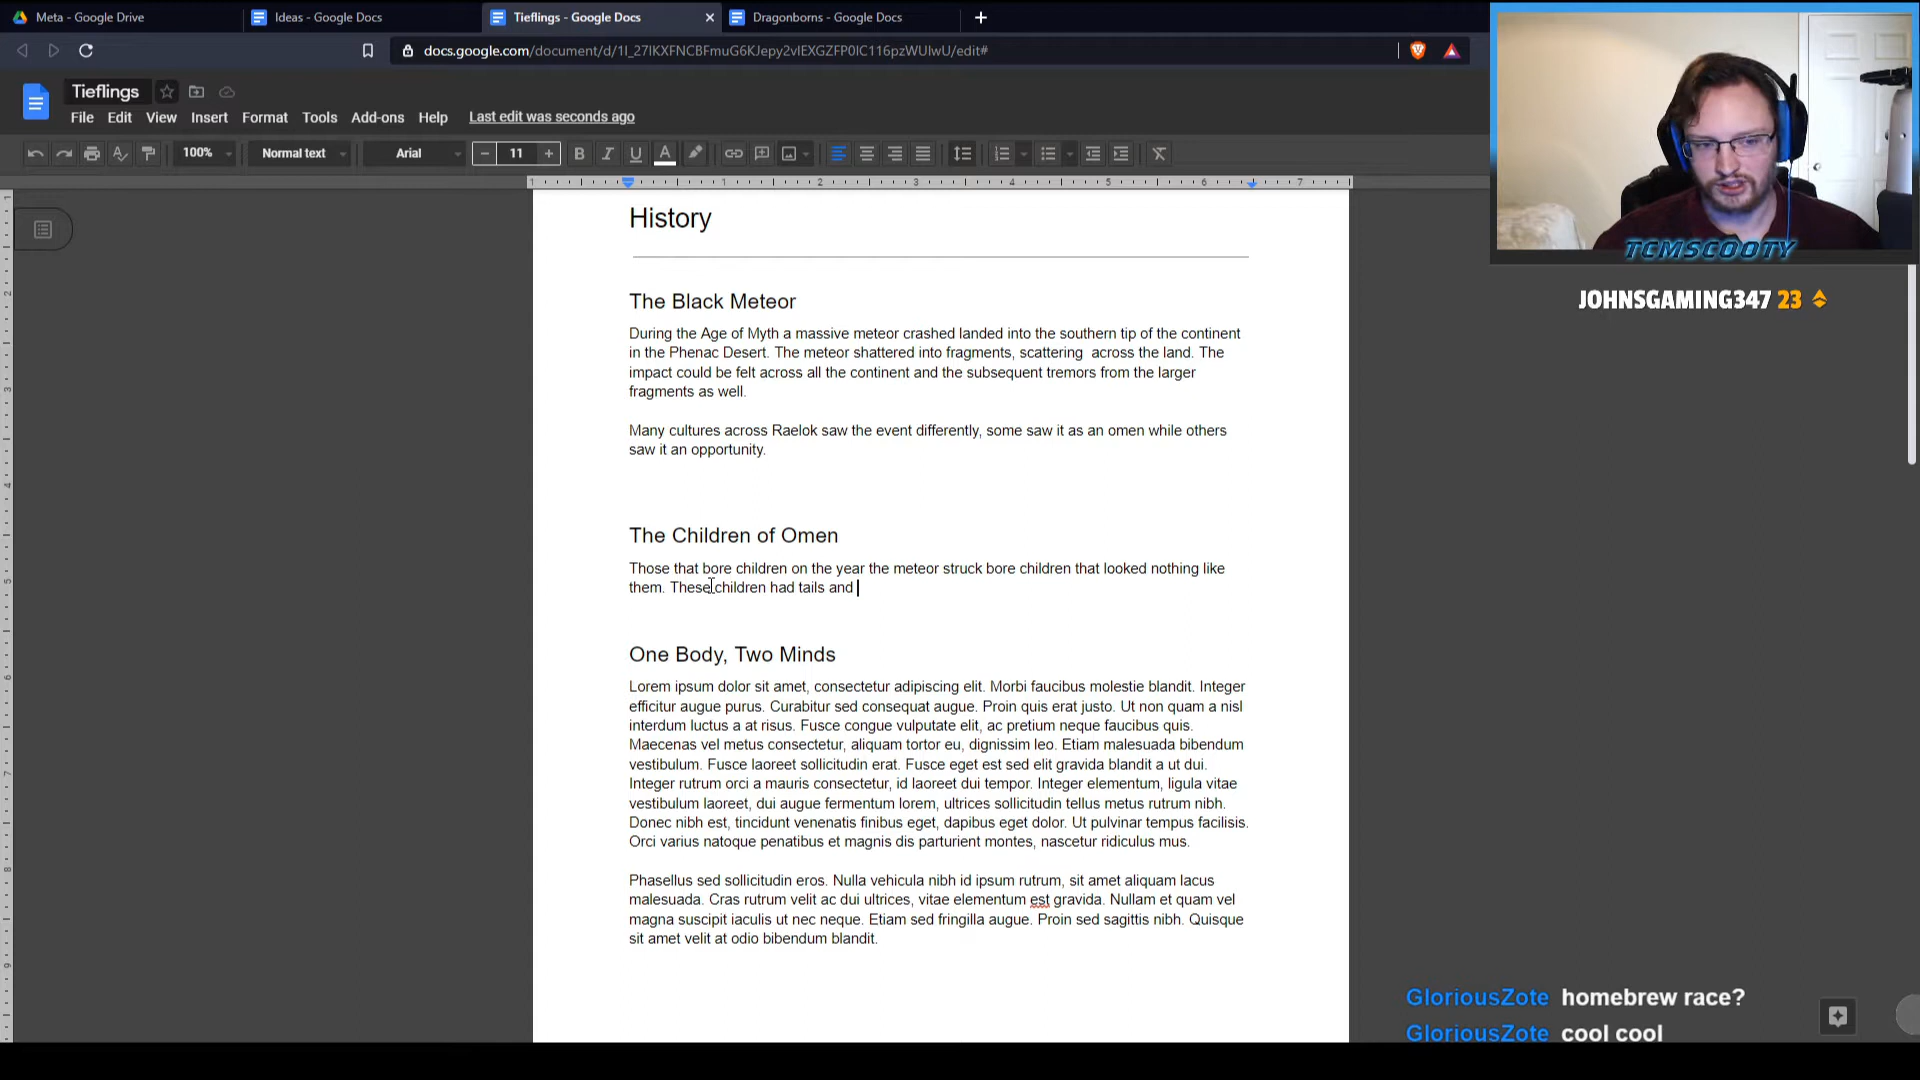 Meta - Google Drive
Ideas - Google Docs
Tieflings - Google Docs
Dragonborns - Google Docs
docs.google.com/document/d/1I_27IKXFNCBFmuG6KJepy2vIEXGZFP0IC116pzWUIwU/edit#
Tieflings
File Edit View Insert Format Tools Add-ons Help Last edit was seconds ago
100% Normal text Arial 11
1 1 2 3 4 5 6 7
History
TCMSCOOTY
JOHNSGAMING347 23
The Black Meteor
During the Age of Myth a massive meteor crashed landed into the southern tip of the continent
in the Phenac Desert. The meteor shattered into fragments, scattering  across the land. The
impact could be felt across all the continent and the subsequent tremors from the larger
fragments as well.
Many cultures across Raelok saw the event differently, some saw it as an omen while others
saw it an opportunity.
The Children of Omen
Those that bore children on the year the meteor struck bore children that looked nothing like
them. These children had tails and
One Body, Two Minds
Lorem ipsum dolor sit amet, consectetur adipiscing elit. Morbi faucibus molestie blandit. Integer
efficitur augue purus. Curabitur sed consequat augue. Proin quis erat justo. Ut non quam a nisl
interdum luctus a at risus. Fusce congue vulputate elit, ac pretium neque faucibus quis.
Maecenas vel metus consectetur, aliquam tortor eu, dignissim leo. Etiam malesuada bibendum
vestibulum. Fusce laoreet sollicitudin erat. Fusce eget est sed elit gravida blandit a ut dui.
Integer rutrum orci a mauris consectetur, id laoreet dui tempor. Integer elementum, ligula vitae
vestibulum laoreet, dui augue fermentum lorem, ultrices sollicitudin tellus metus rutrum nibh.
Donec nibh est, tincidunt venenatis finibus eget, dapibus eget dolor. Ut pulvinar tempus facilisis.
Orci varius natoque penatibus et magnis dis parturient montes, nascetur ridiculus mus.
Phasellus sed sollicitudin eros. Nulla vehicula nibh id ipsum rutrum, sit amet aliquam lacus
malesuada. Cras rutrum velit ac dui ultrices, vitae elementum est gravida. Nullam et quam vel
magna suscipit iaculis ut nec neque. Etiam sed fringilla augue. Proin sed sagittis nibh. Quisque
sit amet velit at odio bibendum blandit.
GloriousZote homebrew race?
GloriousZote cool cool